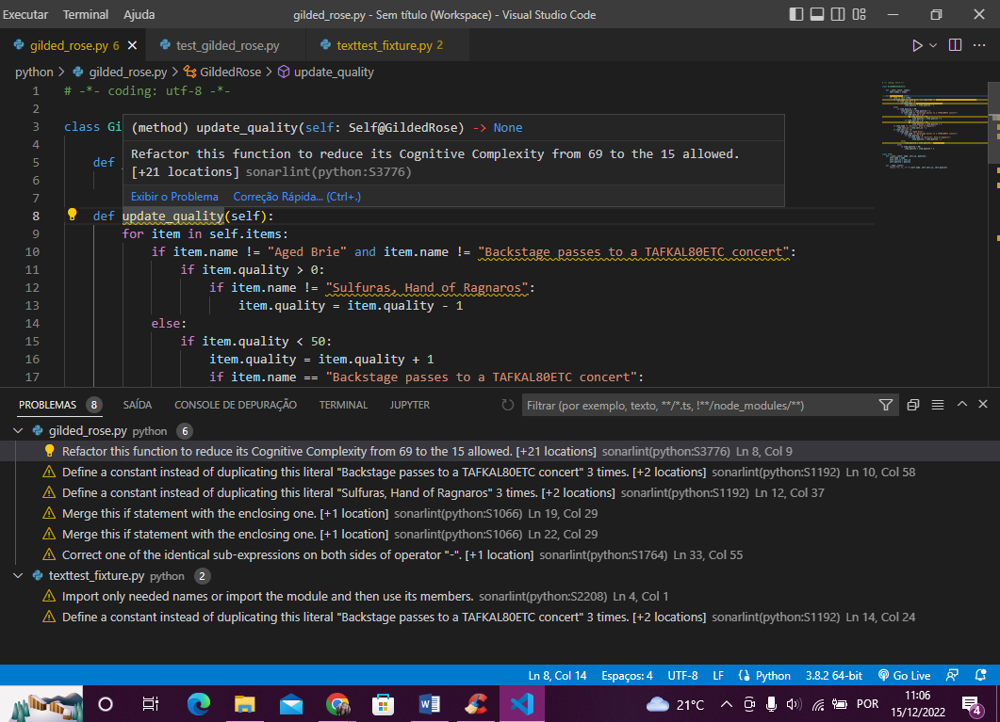 Executar Terminal Ajuda gilded_rose.py - Sem título (Workspace) - Visual Studio Code
gilded_rose.py 6 test_gilded_rose.py texttest_fixture.py 2
python > gilded_rose.py > GildedRose > update_quality
1 # -*- coding: utf-8 -*-
2
3 class Gi
(method) update_quality(self: Self@GildedRose) -> None
4
Refactor this function to reduce its Cognitive Complexity from 69 to the 15 allowed.
5 def
[+21 locations] sonarlint(python:S3776)
6
7
Exibir o Problema Correção Rápida... (Ctrl+.)
8 def update_quality(self):
9 for item in self.items:
10 if item.name != "Aged Brie" and item.name != "Backstage passes to a TAFKAL80ETC concert":
11 if item.quality > 0:
12 if item.name != "Sulfuras, Hand of Ragnaros":
13 item.quality = item.quality - 1
14 else:
15 if item.quality < 50:
16 item.quality = item.quality + 1
17 if item.name == "Backstage passes to a TAFKAL80ETC concert":
PROBLEMAS 8 SAÍDA CONSOLE DE DEPURAÇÃO TERMINAL JUPYTER Filtrar (por exemplo, texto, **/*.ts, !**/node_modules/**)
gilded_rose.py python 6
Refactor this function to reduce its Cognitive Complexity from 69 to the 15 allowed. [+21 locations] sonarlint(python:S3776) Ln 8, Col 9
Define a constant instead of duplicating this literal "Backstage passes to a TAFKAL80ETC concert" 3 times. [+2 locations] sonarlint(python:S1192) Ln 10, Col 58
Define a constant instead of duplicating this literal "Sulfuras, Hand of Ragnaros" 3 times. [+2 locations] sonarlint(python:S1192) Ln 12, Col 37
Merge this if statement with the enclosing one. [+1 location] sonarlint(python:S1066) Ln 19, Col 29
Merge this if statement with the enclosing one. [+1 location] sonarlint(python:S1066) Ln 22, Col 29
Correct one of the identical sub-expressions on both sides of operator "-". [+1 location] sonarlint(python:S1764) Ln 33, Col 55
texttest_fixture.py python 2
Import only needed names or import the module and then use its members. sonarlint(python:S2208) Ln 4, Col 1
Define a constant instead of duplicating this literal "Backstage passes to a TAFKAL80ETC concert" 3 times. [+2 locations] sonarlint(python:S1192) Ln 14, Col 24
Ln 8, Col 14 Espaços: 4 UTF-8 LF Python 3.8.2 64-bit Go Live
21°C POR 11:06
15/12/2022 4